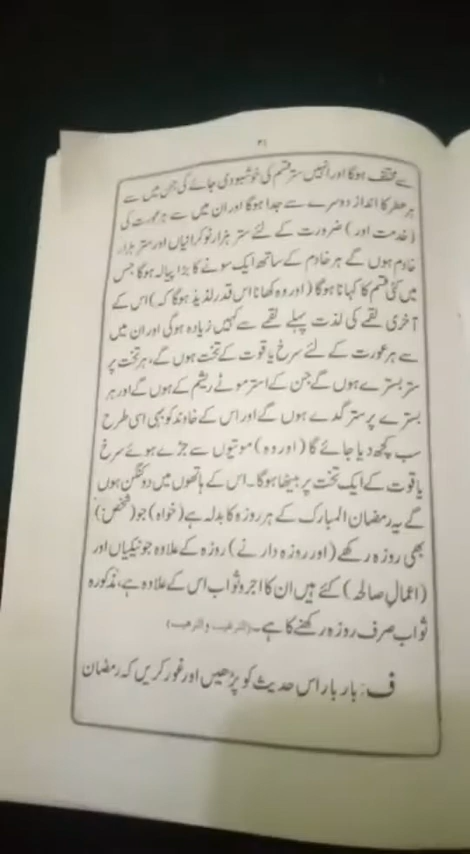 ۳۱
سے مختلف ہوگا اور انہیں ستر قسم کی خوشبو دی جائے گی جن میں سے
ہر عطر کا انداز دوسرے سے جدا ہوگا اور ان میں سے ہر عورت کی
(خدمت اور) ضرورت کے لئے ستر ہزار نوکرانیاں اور ستر ہزار
خادم ہوں گے ہر خادم کے ساتھ ایک سونے کا بڑا پیالہ ہوگا جس
میں کئی قسم کا کھانا ہوگا (اور وہ کھانا اس قدر لذیذ ہوگا کہ) اس کے
آخری لقمے کی لذت پہلے لقمے سے کہیں زیادہ ہوگی اور ان میں
سے ہر عورت کے لئے سرخ یاقوت کے تخت ہوں گے، ہر تخت پر
ستر بسترے ہوں گے جن کے استر موٹے ریشم کے ہوں گے اور ہر
بسترے پر ستر گدے ہوں گے اور اس کے خاوند کو بھی اسی طرح
سب کچھ دیا جائے گا (اور وہ) موتیوں سے جڑے ہوئے سرخ
یاقوت کے ایک تخت پر بیٹھا ہوگا۔ اس کے ہاتھوں میں دو کنگن ہوں
گے یہ رمضان المبارک کے ہر روزہ کا بدلہ ہے (خواہ) جو (شخص:)
بھی روزہ رکھے (اور روزہ دار نے) روزہ کے علاوہ جو نیکیاں اور
(اعمالِ صالحہ) کئے ہیں ان کا اجر و ثواب اس کے علاوہ ہے، مذکورہ
ثواب صرف روزہ رکھنے کا ہے۔ (الترغیب والترہیب)
ف: بار بار اس حدیث کو پڑھیں اور غور کریں کہ رمضان